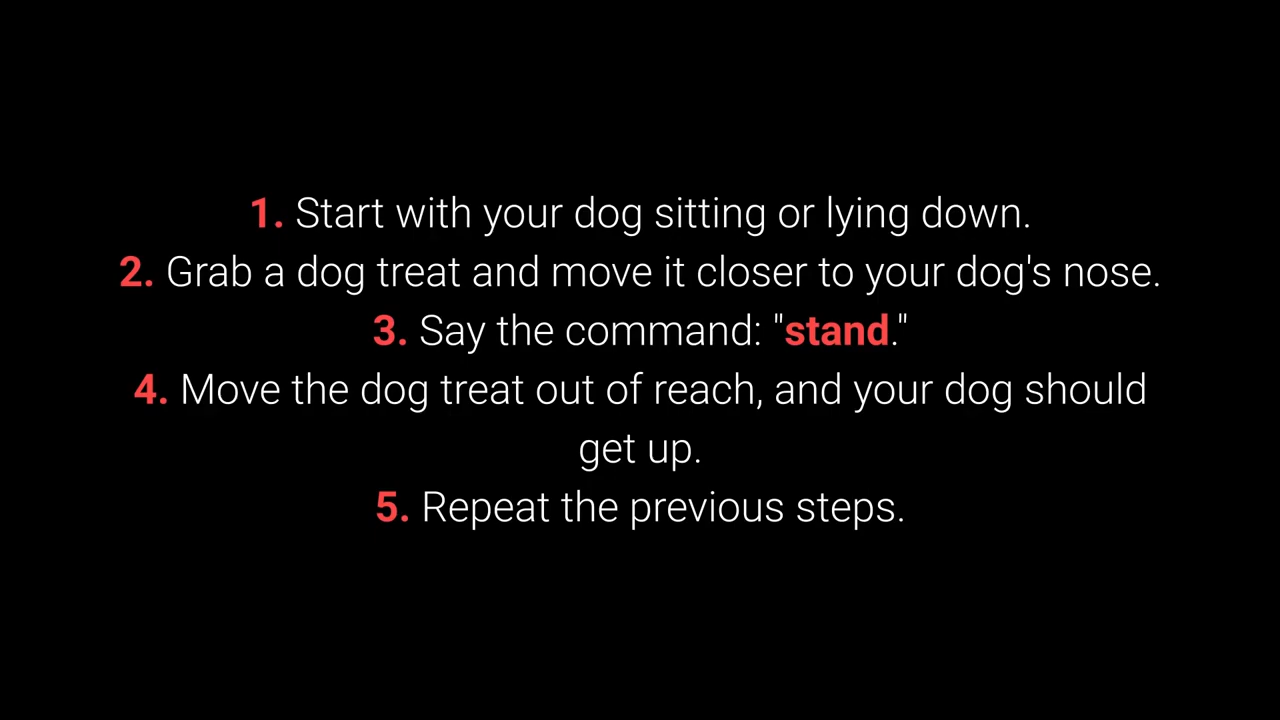 1. Start with your dog sitting or lying down.
2. Grab a dog treat and move it closer to your dog's nose.
3. Say the command: "stand."
4. Move the dog treat out of reach, and your dog should
get up.
5. Repeat the previous steps.